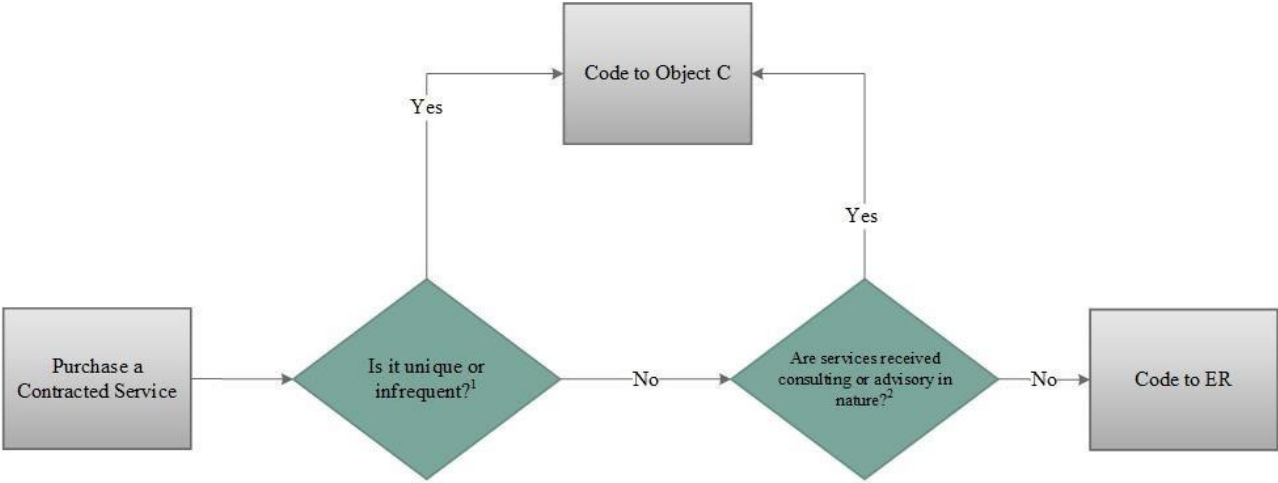 Code to Object C
Yes
Yes
Purchase a
Contracted Service
Is it unique or
infrequent?¹
No
Are services received
consulting or advisory in
nature?²
No
Code to ER